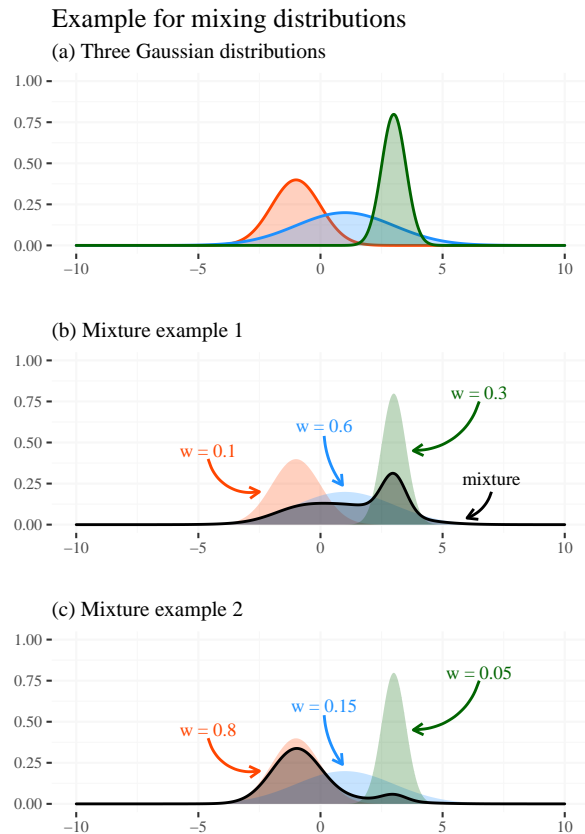 Example for mixing distributions
(a) Three Gaussian distributions
1.00
0.75
0.50
0.25
0.00
−10 −5 0 5 10
(b) Mixture example 1
1.00
0.75
0.50
0.25
0.00
w = 0.1
w = 0.6
w = 0.3
mixture
−10 −5 0 5 10
(c) Mixture example 2
1.00
0.75
0.50
0.25
0.00
w = 0.8
w = 0.15
w = 0.05
−10 −5 0 5 10